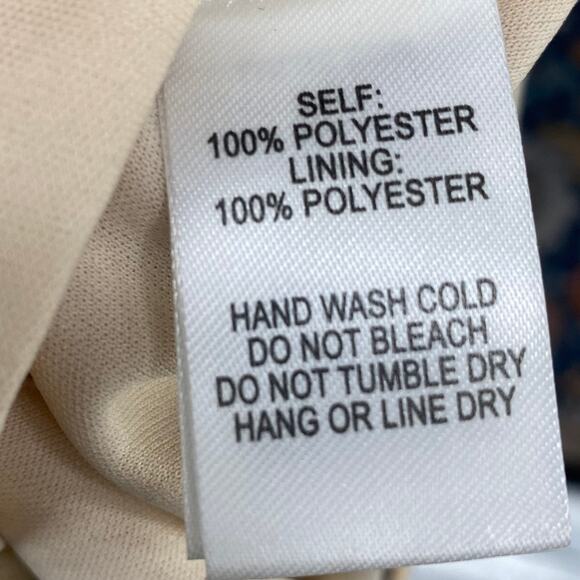 SELF:
100% POLYESTER
LINING:
100% POLYESTER
HAND WASH COLD
DO NOT BLEACH
DO NOT TUMBLE DRY
HANG OR LINE DRY